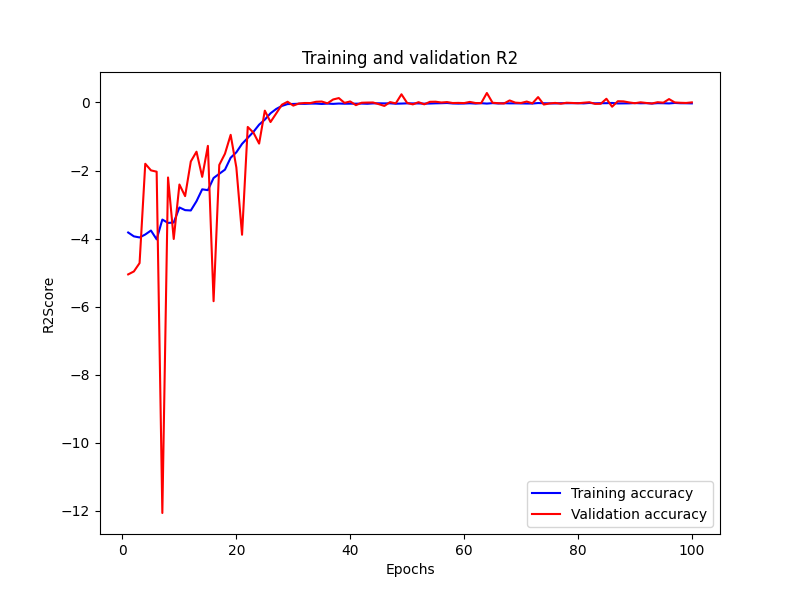 Training and validation R2
R2Score
0
−2
−4
−6
−8
−10
−12
0 20 40 60 80 100
Epochs
Training accuracy
Validation accuracy